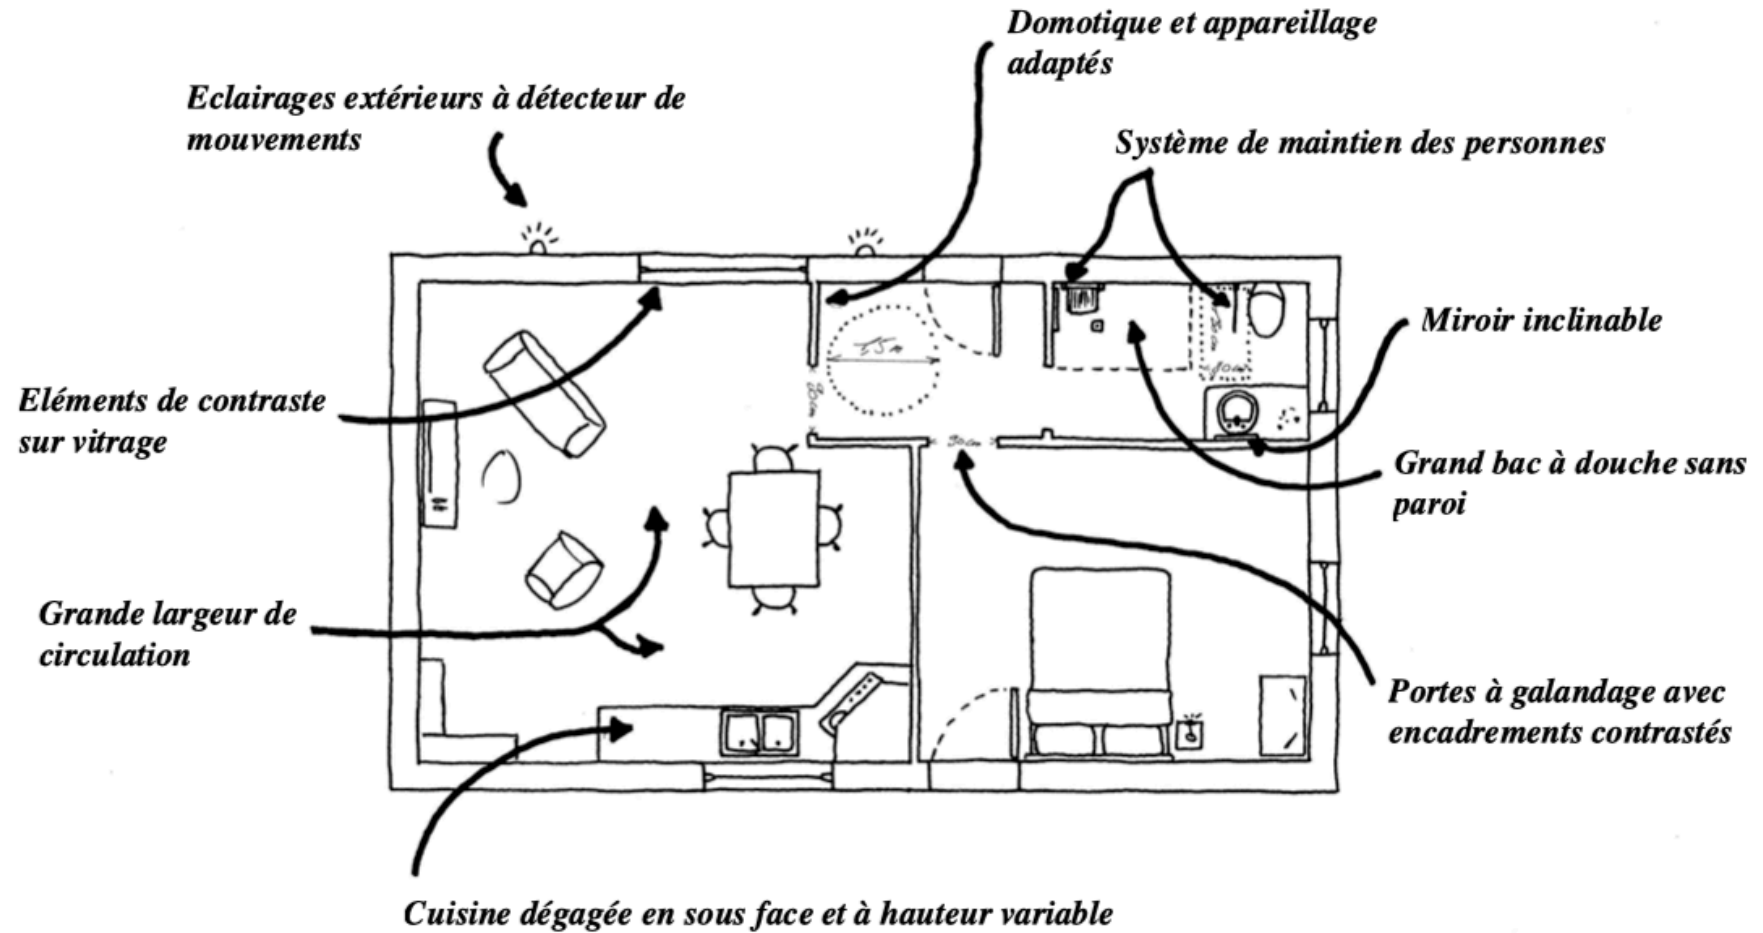 Domotique et appareillage
adaptés
Eclairages extérieurs à détecteur de
mouvements
Système de maintien des personnes
Miroir inclinable
Eléments de contraste
sur vitrage
Grand bac à douche sans
paroi
Grande largeur de
circulation
Portes à galandage avec
encadrements contrastés
Cuisine dégagée en sous face et à hauteur variable
90cm